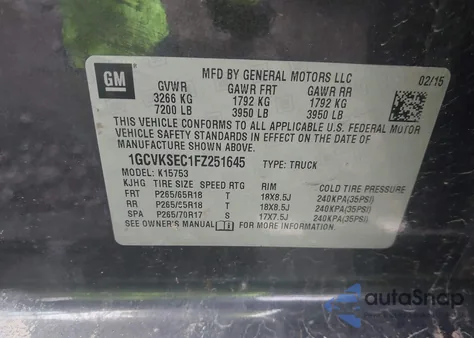 GM
MFD BY GENERAL MOTORS LLC 02/15
GVWR GAWR FRT GAWR RR
3266 KG 1792 KG 1792 KG
7200 LB 3950 LB 3950 LB
THIS VEHICLE CONFORMS TO ALL APPLICABLE U.S. FEDERAL MOTOR
VEHICLE SAFETY STANDARDS IN EFFECT ON THE DATE OF
MANUFACTURE SHOWN ABOVE.
1GCVKSEC1FZ251645 TYPE: TRUCK
MODEL: K15753
KJHG TIRE SIZE SPEED RTG RIM COLD TIRE PRESSURE
FRT P265/65R18 T 18X8.5J 240KPA(35PSI)
RR P265/65R18 T 18X8.5J 240KPA(35PSI)
SPA P265/70R17 S 17X7.5J 240KPA(35PSI)
SEE OWNER'S MANUAL FOR MORE INFORMATION.
autoSnap